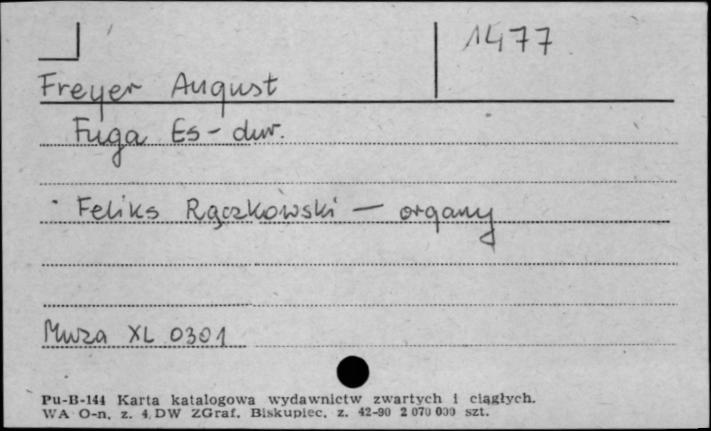 1477
Freyer August
Fuga Es-dur.
Feliks Rączkowski — organy
Muza XL 0301
Pu-B-144 Karta katalogowa wydawnictw zwartych i ciągłych.
WA O-n, z. 4. DW ZGraf. Biskupiec, z. 42-90 2 070 000 szt.